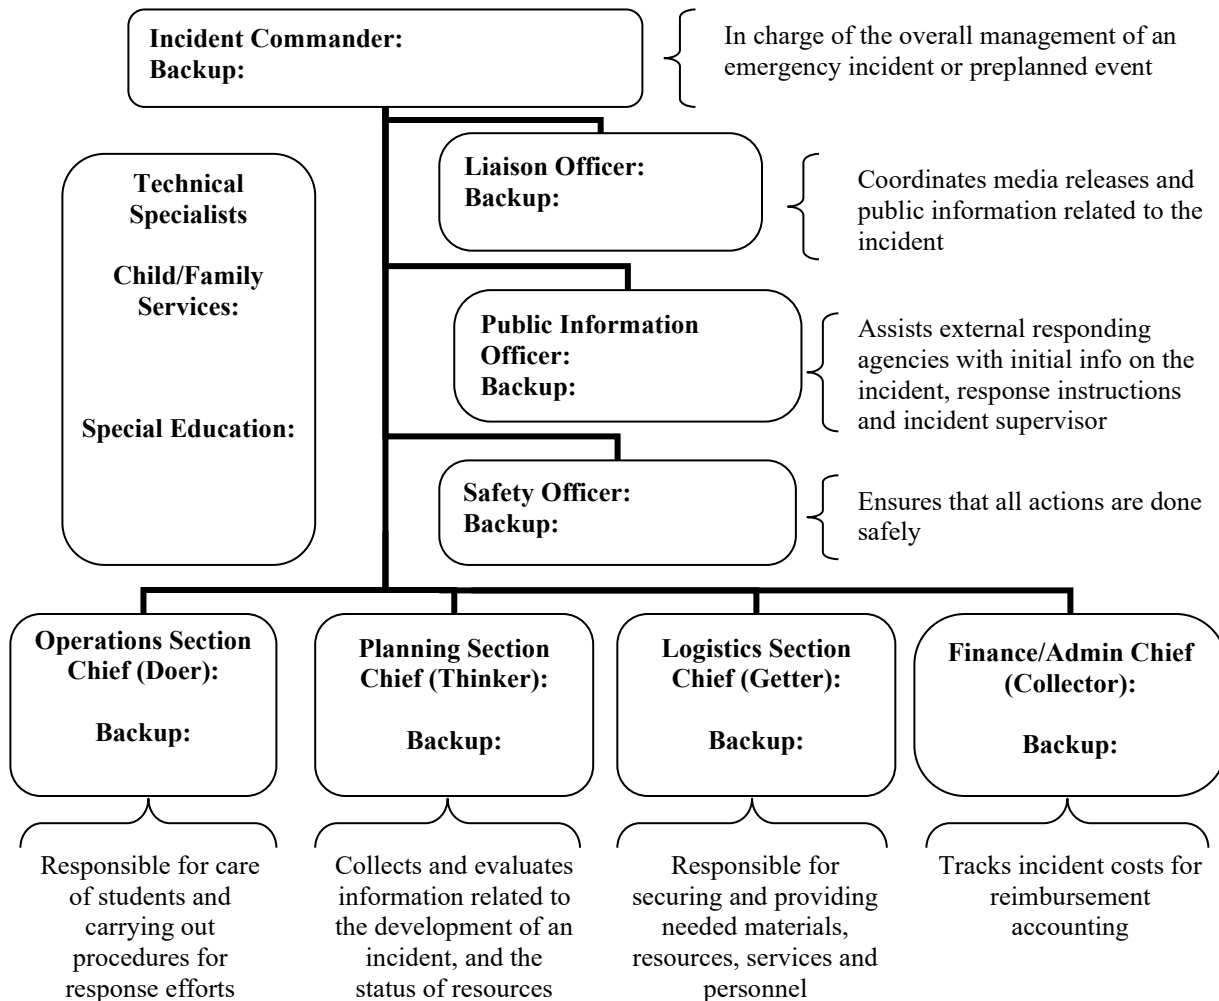 Incident Commander:
Backup:
In charge of the overall management of an
emergency incident or preplanned event
Liaison Officer:
Backup:
Coordinates media releases and
public information related to the
incident
Technical
Specialists
Child/Family
Services:
Special Education:
Public Information
Officer:
Backup:
Assists external responding
agencies with initial info on the
incident, response instructions
and incident supervisor
Safety Officer:
Backup:
Ensures that all actions are done
safely
Operations Section
Chief (Doer):
Backup:
Planning Section
Chief (Thinker):
Backup:
Logistics Section
Chief (Getter):
Backup:
Finance/Admin Chief
(Collector):
Backup:
Responsible for care
of students and
carrying out
procedures for
response efforts
Collects and evaluates
information related to
the development of an
incident, and the
status of resources
Responsible for
securing and providing
needed materials,
resources, services and
personnel
Tracks incident costs for
reimbursement
accounting